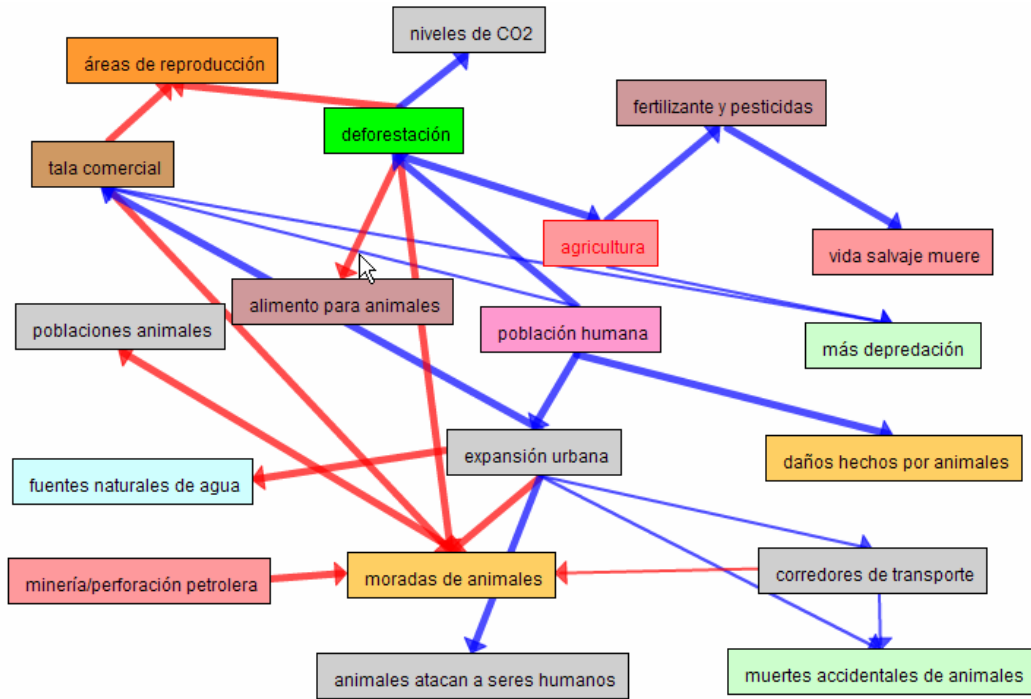 niveles de CO2
áreas de reproducción
fertilizante y pesticidas
deforestación
tala comercial
agricultura
vida salvaje muere
alimento para animales
poblaciones animales
población humana
más depredación
expansión urbana
daños hechos por animales
fuentes naturales de agua
minería/perforación petrolera
moradas de animales
corredores de transporte
animales atacan a seres humanos
muertes accidentales de animales